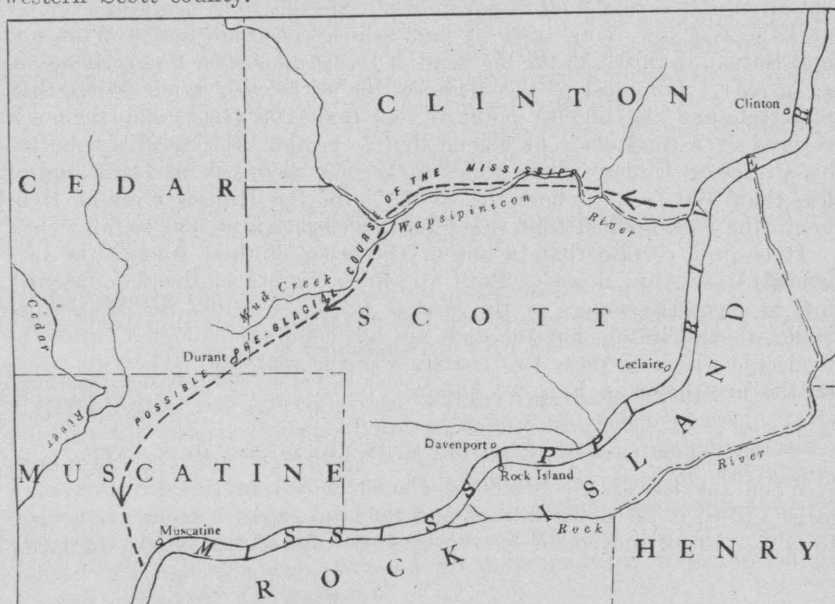 western Scott county.
CLINTON
Clinton
CEDAR
POSSIBLE PRE-GLACIAL COURSE OF THE MISSISSIPPI
Wapsipinicon River
Mud Creek
SCOTT
Cedar River
Durant
Leclaire
Davenport
Rock Island
MUSCATINE
Muscatine
MISSISSIPPI RIVER
ROCK ISLAND
Rock River
HENRY